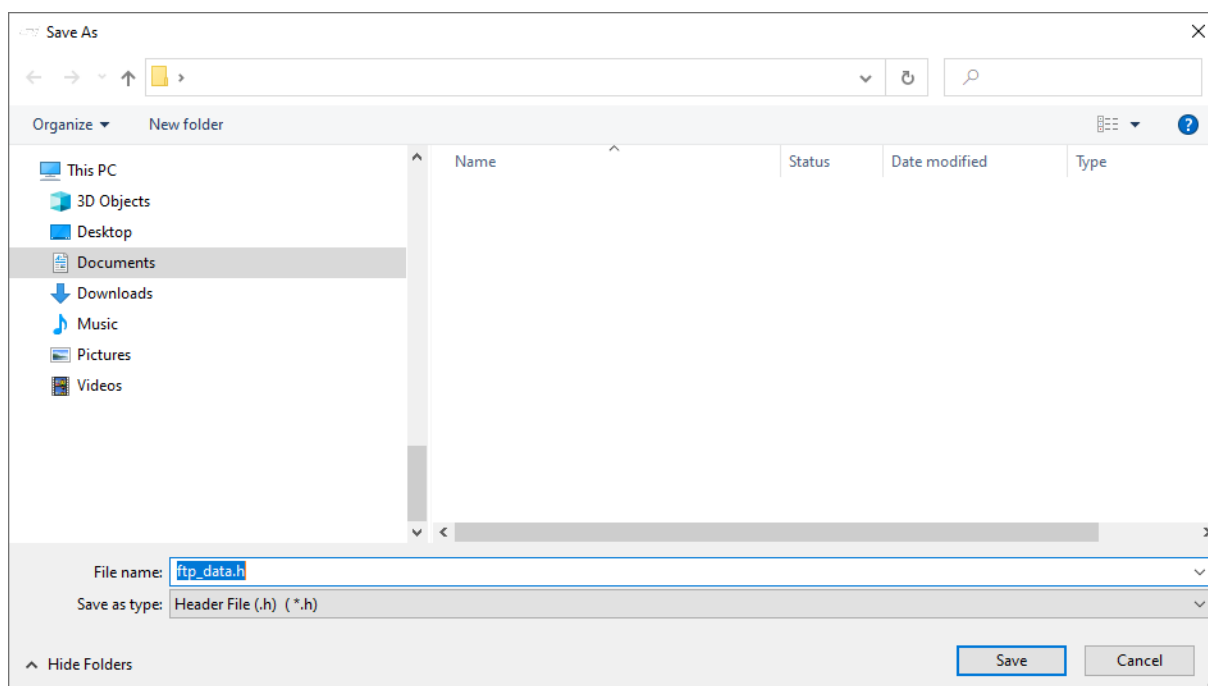 Save As
Organize
New folder
?
This PC
3D Objects
Desktop
Documents
Downloads
Music
Pictures
Videos
Name
Status
Date modified
Type
File name: ftp_data.h
Save as type: Header File (.h)  ( *.h)
Hide Folders
Save
Cancel